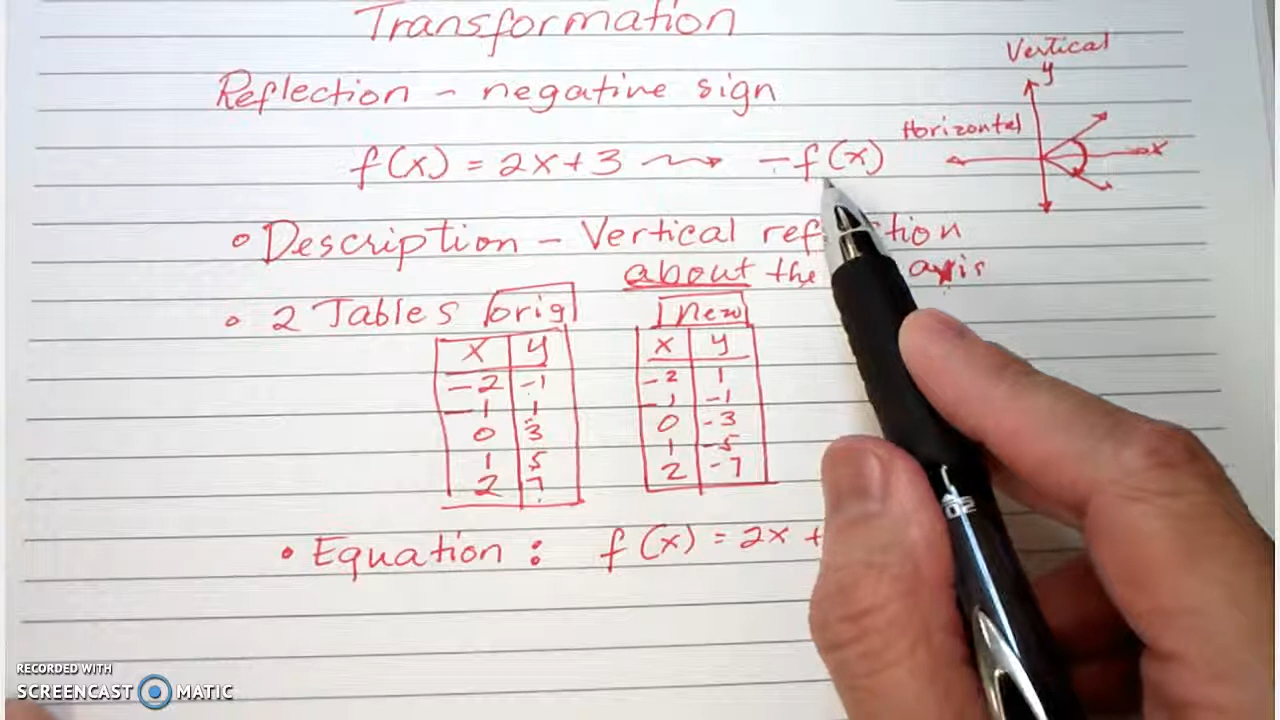 Transformation
Reflection - negative sign
Vertical
y
Horizontal
x
f(x) = 2x+3 ⟿ -f(x)
• Description - Vertical
about the axis
• 2 Tables orig new
x y x y
-2 -1 -2 1
-1 1 -1 -1
0 3 0 -3
1 5 1 -5
2 7 2 -7
• Equation : f(x) = 2x +
RECORDED WITH
SCREENCAST MATIC